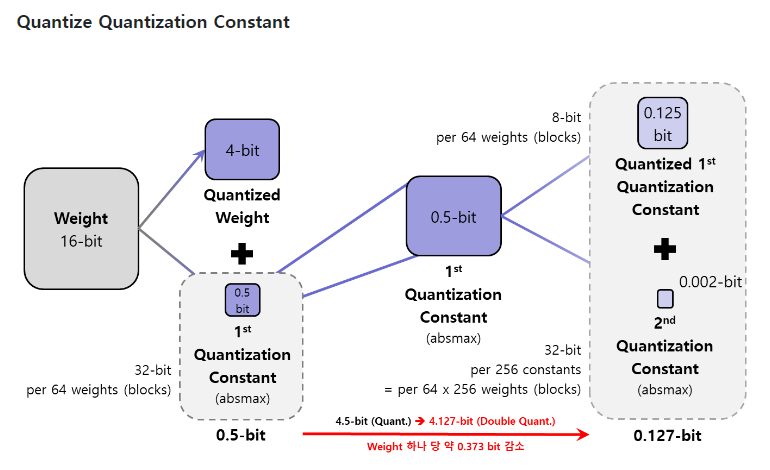 Quantize Quantization Constant
Weight
16-bit
4-bit
Quantized
Weight
0.5
bit
1st
Quantization
Constant
(absmax)
32-bit
per 64 weights (blocks)
0.5-bit
0.5-bit
1st
Quantization
Constant
(absmax)
8-bit
per 64 weights (blocks)
0.125
bit
Quantized 1st
Quantization
Constant
0.002-bit
2nd
Quantization
Constant
(absmax)
32-bit
per 256 constants
= per 64 x 256 weights (blocks)
0.127-bit
4.5-bit (Quant.) ➔ 4.127-bit (Double Quant.)
Weight 하나 당 약 0.373 bit 감소